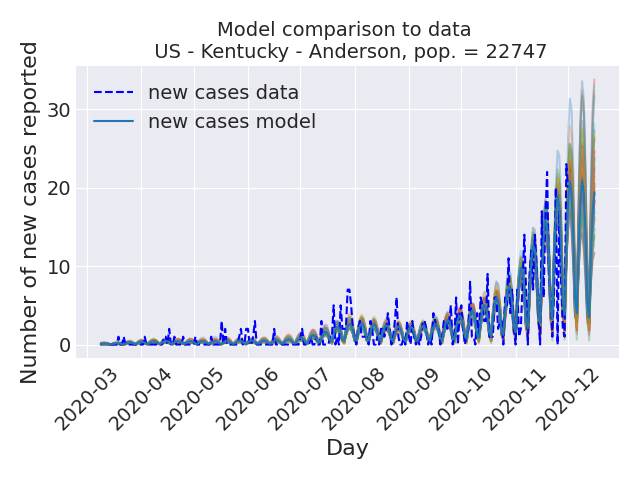 Model comparison to data
US - Kentucky - Anderson, pop. = 22747
Number of new cases reported
new cases data
new cases model
30
20
10
0
2020-03
2020-04
2020-05
2020-06
2020-07
2020-08
2020-09
2020-10
2020-11
2020-12
Day